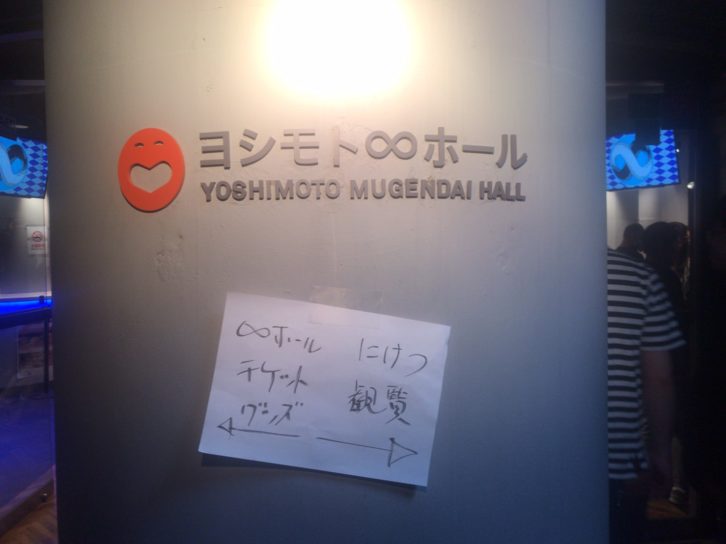 ヨシモト∞ホール
YOSHIMOTO MUGENDAI HALL
∞ホール
チケット
グッズ
←
にけつ
観覧
→